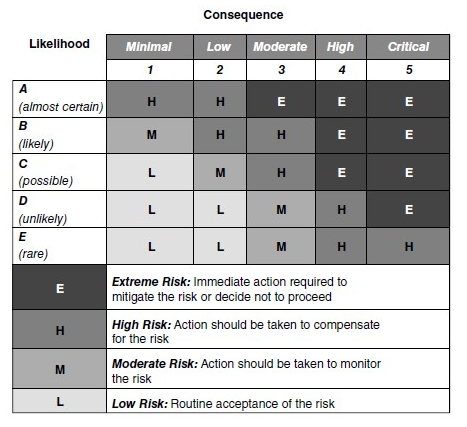 Consequence
Likelihood Minimal Low Moderate High Critical
1 2 3 4 5
A
(almost certain) H H E E E
B
(likely) M H H E E
C
(possible) L M H E E
D
(unlikely) L L M H E
E
(rare) L L M H H
E Extreme Risk: Immediate action required to
mitigate the risk or decide not to proceed
H High Risk: Action should be taken to compensate
for the risk
M Moderate Risk: Action should be taken to monitor
the risk
L Low Risk: Routine acceptance of the risk